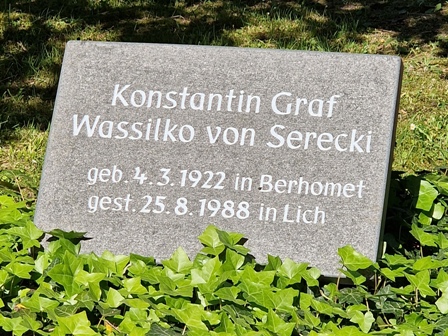 Konstantin Graf
Wassilko von Serecki
geb. 4. 3. 1922 in Berhomet
gest. 25. 8. 1988 in Lich